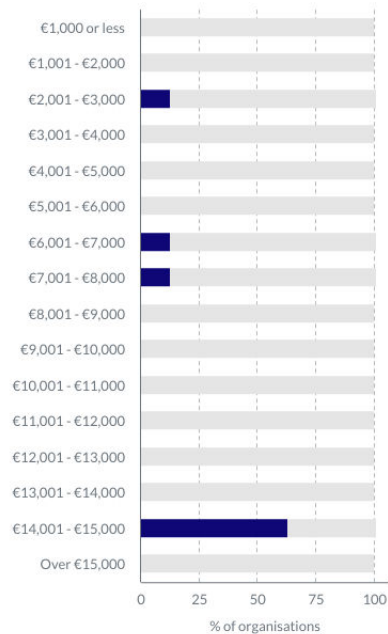 €1,000 or less
€1,001 - €2,000
€2,001 - €3,000
€3,001 - €4,000
€4,001 - €5,000
€5,001 - €6,000
€6,001 - €7,000
€7,001 - €8,000
€8,001 - €9,000
€9,001 - €10,000
€10,001 - €11,000
€11,001 - €12,000
€12,001 - €13,000
€13,001 - €14,000
€14,001 - €15,000
Over €15,000
0 25 50 75 100
% of organisations